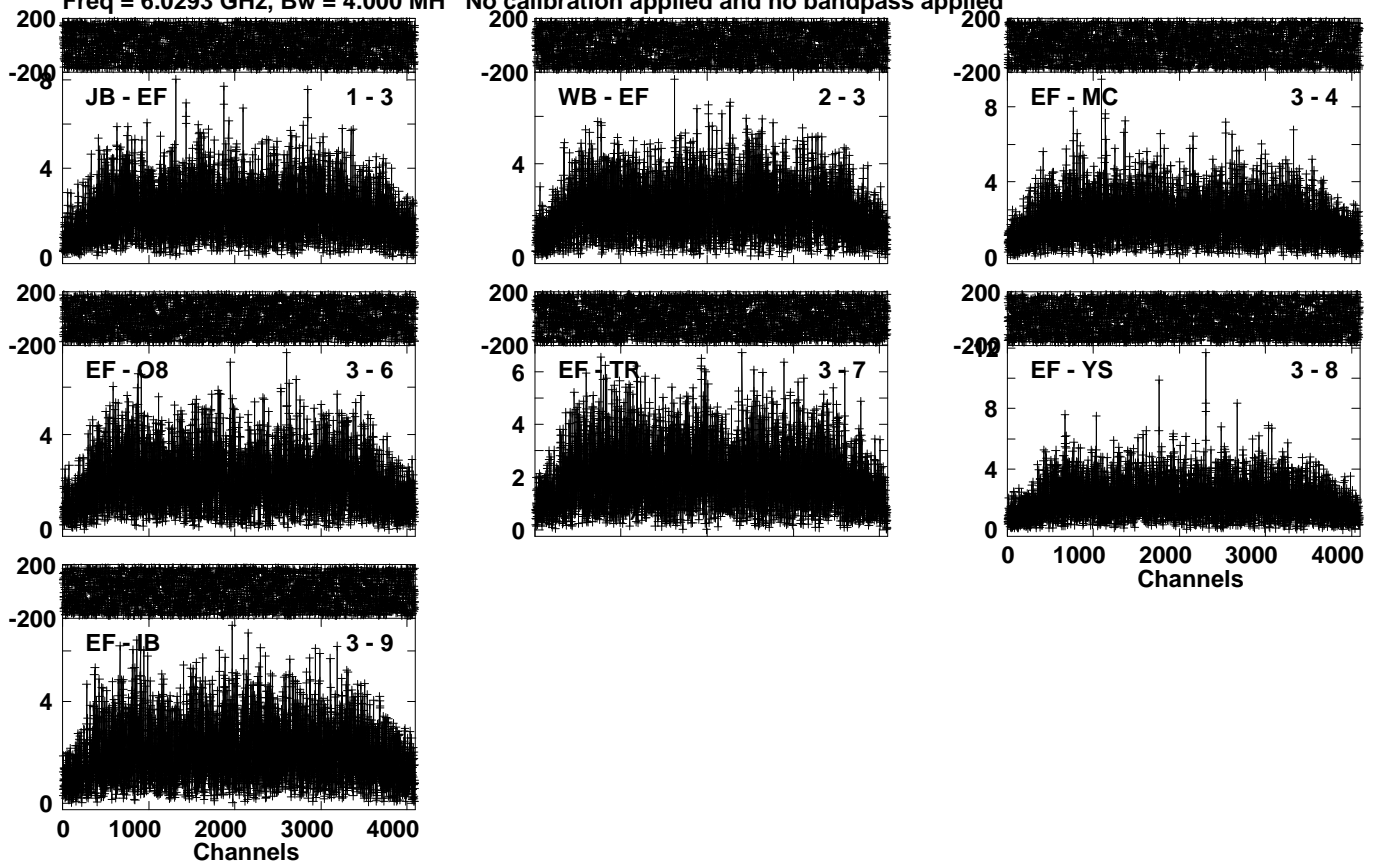 Freq = 6.0293 GHz, Bw = 4.000 MH No calibration applied and no bandpass applied
200 200 200
-200 -200 -200
8
JB - EF 1 - 3 WB - EF 2 - 3 EF - MC 3 - 4
8
4 4 4
0 0 0
200 200 200
-200 -200 -200
12
EF - O8 3 - 6 EF - TR 3 - 7 EF - YS 3 - 8
6
8
4 4 4
2
0 0 0
0 1000 2000 3000 4000
Channels
200
-200
EF - IB 3 - 9
4
0
0 1000 2000 3000 4000
Channels